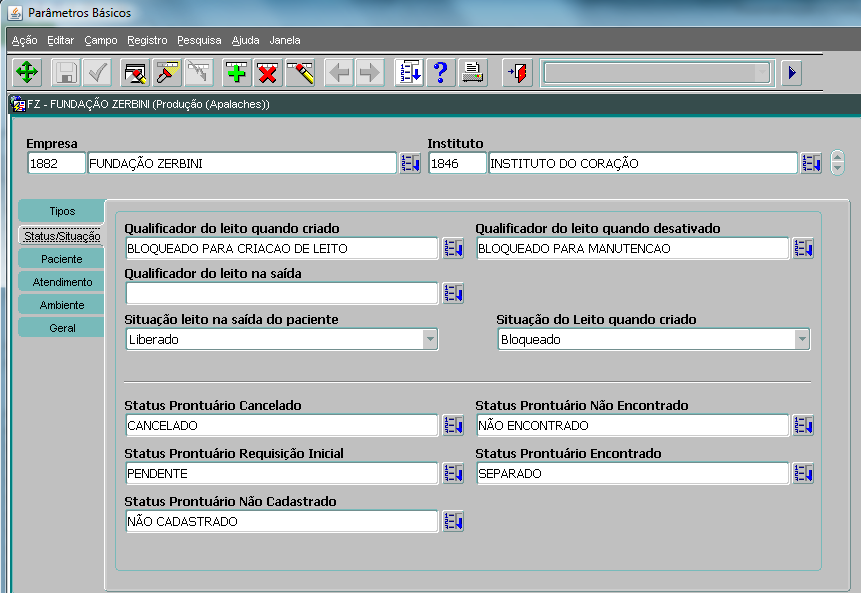 Parâmetros Básicos
Ação Editar Campo Registro Pesquisa Ajuda Janela
FZ - FUNDAÇÃO ZERBINI (Produção (Apalaches))
Empresa Instituto
1882 FUNDAÇÃO ZERBINI 1846 INSTITUTO DO CORAÇÃO
Tipos
Status/Situação
Paciente
Atendimento
Ambiente
Geral
Qualificador do leito quando criado Qualificador do leito quando desativado
BLOQUEADO PARA CRIACAO DE LEITO BLOQUEADO PARA MANUTENCAO
Qualificador do leito na saída
Situação leito na saída do paciente Situação do Leito quando criado
Liberado Bloqueado
Status Prontuário Cancelado Status Prontuário Não Encontrado
CANCELADO NÃO ENCONTRADO
Status Prontuário Requisição Inicial Status Prontuário Encontrado
PENDENTE SEPARADO
Status Prontuário Não Cadastrado
NÃO CADASTRADO